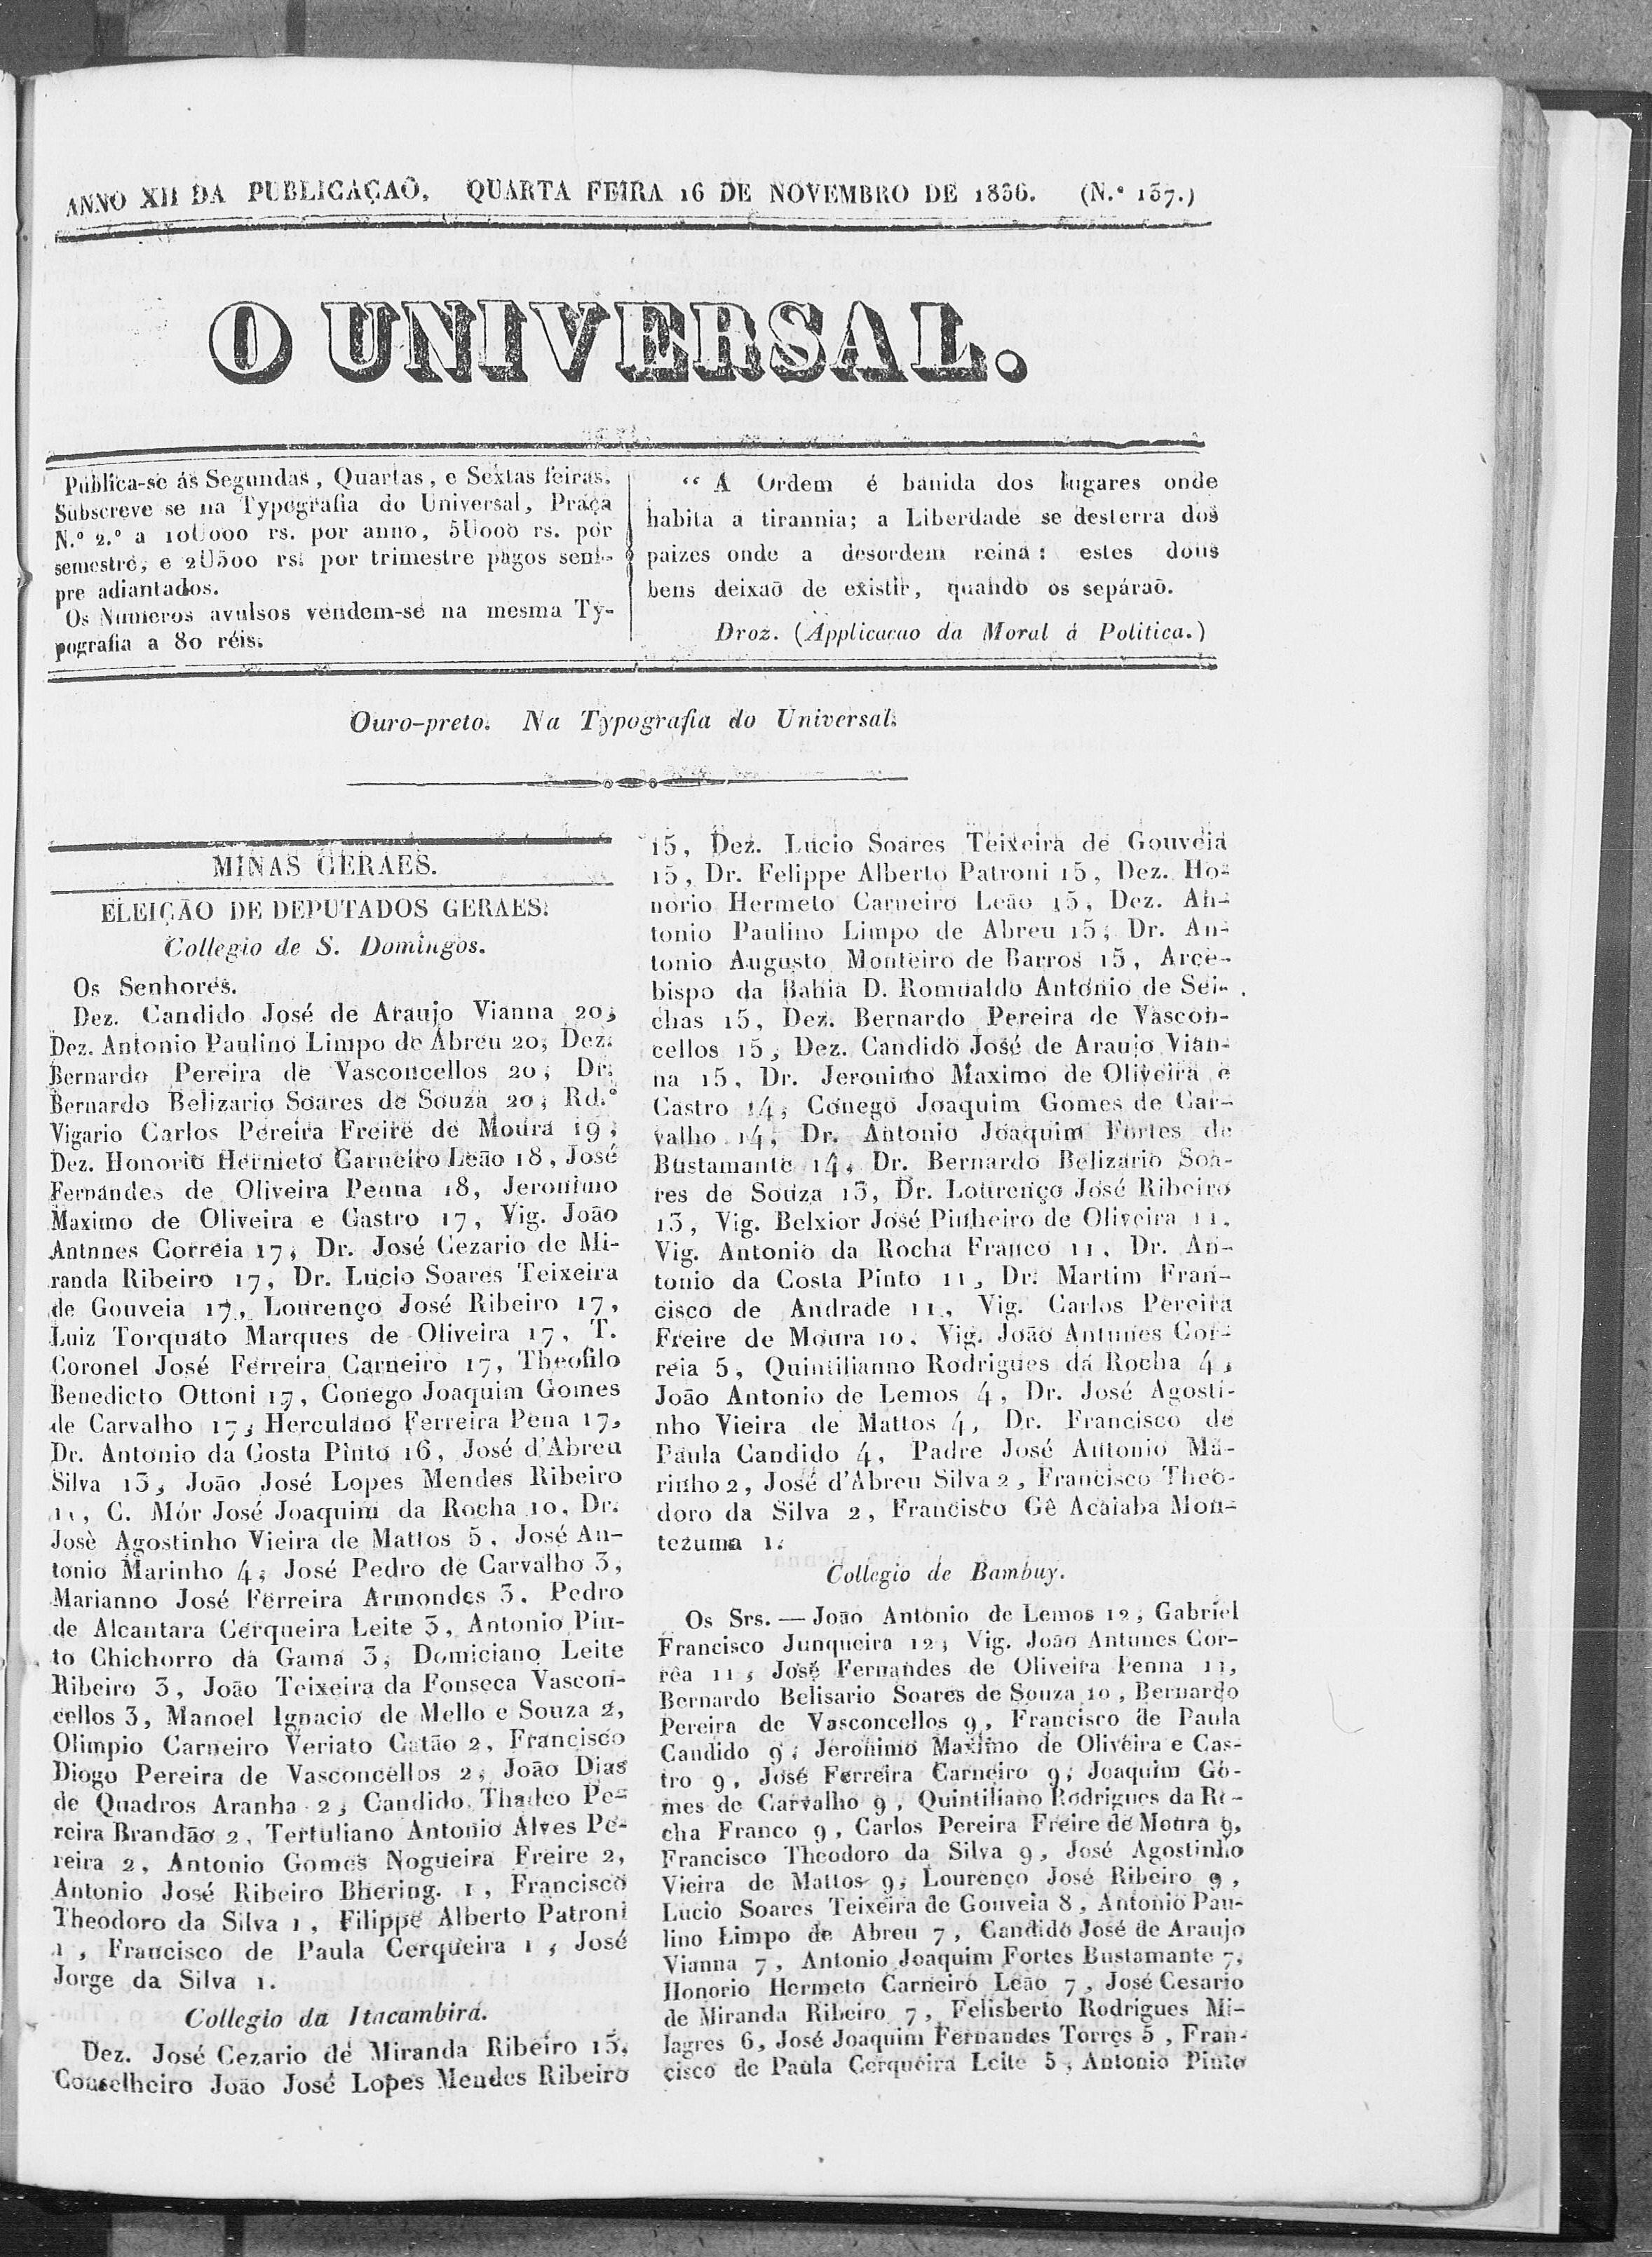 ANNO XII DA PUBLICAÇAÕ, QUARTA FEIRA 16 DE NOVEMBRO DE 1836. (N.º 137.)
O UNIVERSAL.
Publica-se ás Segundas, Quartas, e Sextas feiras.
Subscreve se na Typografia do Universal, Praça
N.º 2.º a 10U000 rs. por anno, 5U000 rs. por
semestre, e 2U500 rs. por trimestre pagos sem-
pre adiantados.
Os Numeros avulsos vendem-se na mesma Ty-
pografia a 80 réis.
“ A Ordem é banida dos lugares onde
habita a tirannia; a Liberdade se desterra dos
paizes onde a desordem reina: estes dous
bens deixaõ de existir, quando os sepáraõ.
Droz. (Applicacao da Moral á Politica.)
Ouro-preto. Na Typografia do Universal.
MINAS GERAES.
ELEIÇÃO DE DEPUTADOS GERAES.
Collegio de S. Domingos.
Os Senhores.
Dez. Candido José de Araujo Vianna 20,
Dez. Antonio Paulino Limpo de Abreu 20, Dez.
Bernardo Pereira de Vasconcellos 20, Dr.
Bernardo Belizario Soares de Souza 20, Rd.º
Vigario Carlos Pereira Freire de Moura 19,
Dez. Honorio Hermeto Carneiro Leão 18, José
Fernandes de Oliveira Penna 18, Jeronimo
Maximo de Oliveira e Castro 17, Vig. João
Antnnes Correia 17, Dr. José Cezario de Mi-
randa Ribeiro 17, Dr. Lucio Soares Teixeira
de Gouveia 17, Lourenço José Ribeiro 17,
Luiz Torquato Marques de Oliveira 17, T.
Coronel José Ferreira Carneiro 17, Theofilo
Benedicto Ottoni 17, Conego Joaquim Gomes
de Carvalho 17, Herculano Ferreira Pena 17,
Dr. Antonio da Costa Pinto 16, José d'Abreu
Silva 13, João José Lopes Mendes Ribeiro
11, C. Mór José Joaquim da Rocha 10, Dr.
Josè Agostinho Vieira de Mattos 5, José An-
tonio Marinho 4, José Pedro de Carvalho 3,
Marianno José Ferreira Armondes 3, Pedro
de Alcantara Cerqueira Leite 3, Antonio Pin-
to Chichorro da Gama 3, Domiciano Leite
Ribeiro 3, João Teixeira da Fonseca Vascon-
cellos 3, Manoel Ignacio de Mello e Souza 2,
Olimpio Carneiro Veriato Catão 2, Francisco
Diogo Pereira de Vasconcellos 2, João Dias
de Quadros Aranha 2, Candido Thadeo Pe-
reira Brandão 2, Tertuliano Antonio Alves Pe-
reira 2, Antonio Gomes Nogueira Freire 2,
Antonio José Ribeiro Bhering. 1, Francisco
Theodoro da Silva 1, Filippe Alberto Patroni
1, Francisco de Paula Cerqueira 1, José
Jorge da Silva 1.
Collegio da Itacambira.
Dez. José Cezario de Miranda Ribeiro 15,
Conselheiro João José Lopes Mendes Ribeiro
15, Dez. Lucio Soares Teixeira de Gouveia
15, Dr. Felippe Alberto Patroni 15, Dez. Ho-
norio Hermeto Carneiro Leão 15, Dez. An-
tonio Paulino Limpo de Abreu 15, Dr. An-
tonio Augusto Monteiro de Barros 15, Arce-
bispo da Bahia D. Romualdo Antonio de Sei-
chas 15, Dez. Bernardo Pereira de Vascon-
cellos 15, Dez. Candido José de Araujo Vian-
na 15, Dr. Jeronimo Maximo de Oliveira e
Castro 14, Conego Joaquim Gomes de Car-
valho 14, Dr. Antonio Joaquim Fortes de
Bustamante 14, Dr. Bernardo Belizario Soa-
res de Souza 13, Dr. Lourenço José Ribeiro
13, Vig. Belxior José Pinheiro de Oliveira 11,
Vig. Antonio da Rocha Franco 11, Dr. An-
tonio da Costa Pinto 11, Dr. Martim Fran-
cisco de Andrade 11, Vig. Carlos Pereira
Freire de Moura 10, Vig. João Antunes Cor-
reia 5, Quintilianno Rodrigues da Rocha 4,
João Antonio de Lemos 4, Dr. José Agosti-
nho Vieira de Mattos 4, Dr. Francisco de
Paula Candido 4, Padre José Antonio Ma-
rinho 2, José d'Abreu Silva 2, Francisco Theo-
doro da Silva 2, Francisco Gê Acaiaba Mon-
tezuma 1.
Collegio de Bambuy.
Os Srs. — João Antonio de Lemos 12, Gabriel
Francisco Junqueira 12, Vig. João Antunes Cor-
rêa 11, José Fernandes de Oliveira Penna 11,
Bernardo Belisario Soares de Souza 10, Bernardo
Pereira de Vasconcellos 9, Francisco de Paula
Candido 9, Jeronimo Maximo de Oliveira e Cas-
tro 9, José Ferreira Carneiro 9, Joaquim Go-
mes de Carvalho 9, Quintiliano Rodrigues da Ro-
cha Franco 9, Carlos Pereira Freire de Moura 9,
Francisco Theodoro da Silva 9, José Agostinho
Vieira de Mattos 9, Lourenço José Ribeiro 9,
Lucio Soares Teixeira de Gouveia 8, Antonio Pau-
lino Limpo de Abreu 7, Candido José de Araujo
Vianna 7, Antonio Joaquim Fortes Bustamante 7,
Honorio Hermeto Carneiro Leão 7, José Cesario
de Miranda Ribeiro 7, Felisberto Rodrigues Mi-
lagres 6, José Joaquim Fernandes Torres 5, Fran-
cisco de Paula Cerqueira Leite 5, Antonio Pinto